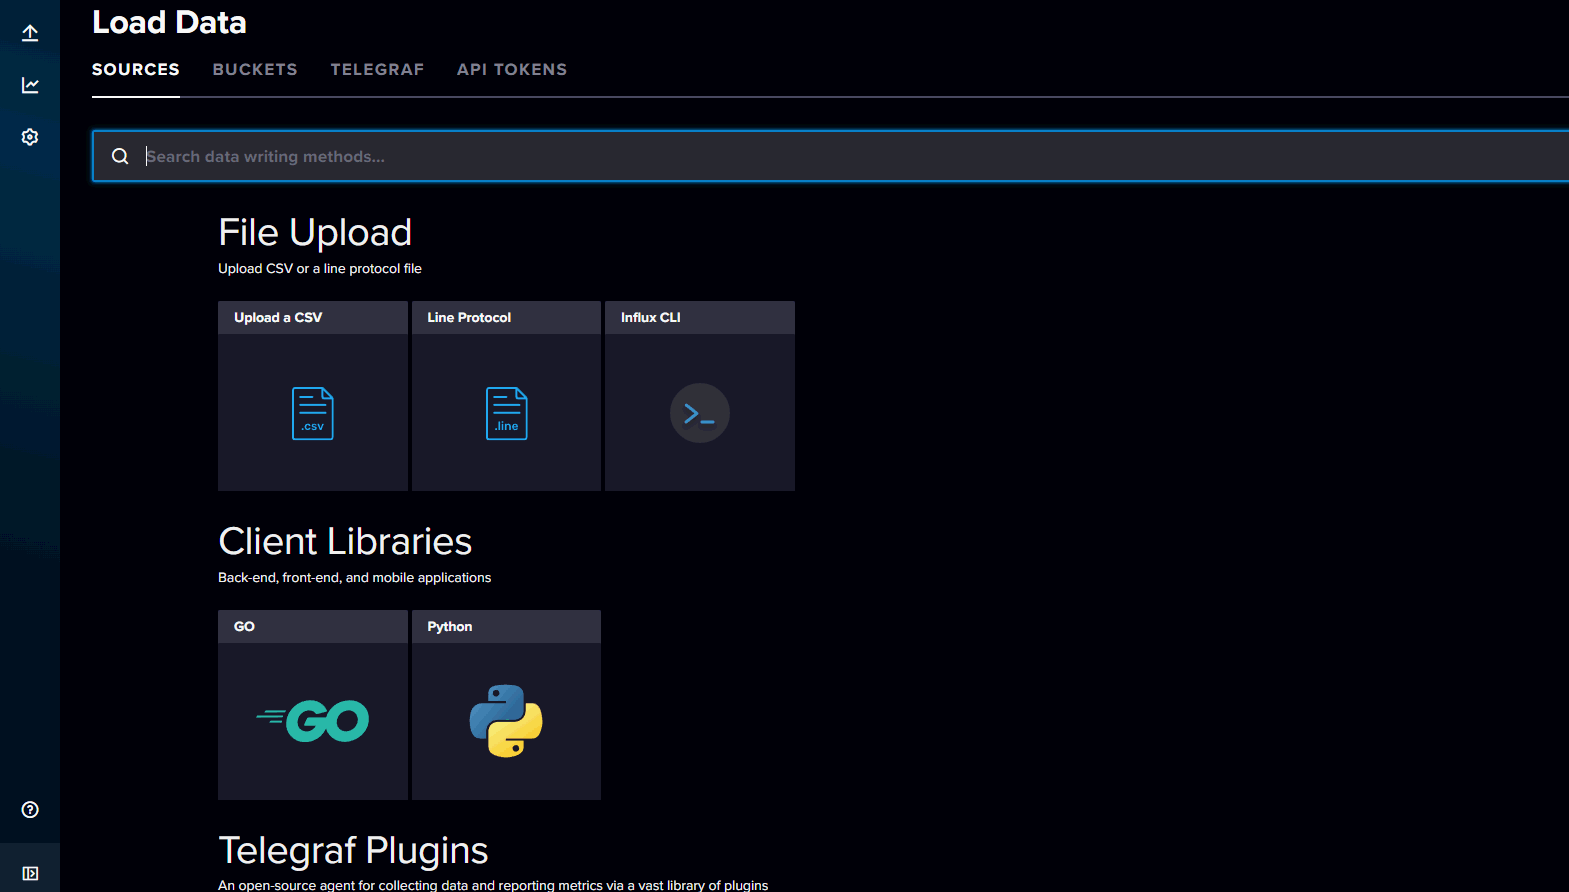 Load Data
SOURCES BUCKETS TELEGRAF API TOKENS
Search data writing methods...
File Upload
Upload CSV or a line protocol file
Upload a CSV Line Protocol Influx CLI
.csv .line
Client Libraries
Back-end, front-end, and mobile applications
GO Python
GO
Telegraf Plugins
An open-source agent for collecting data and reporting metrics via a vast library of plugins